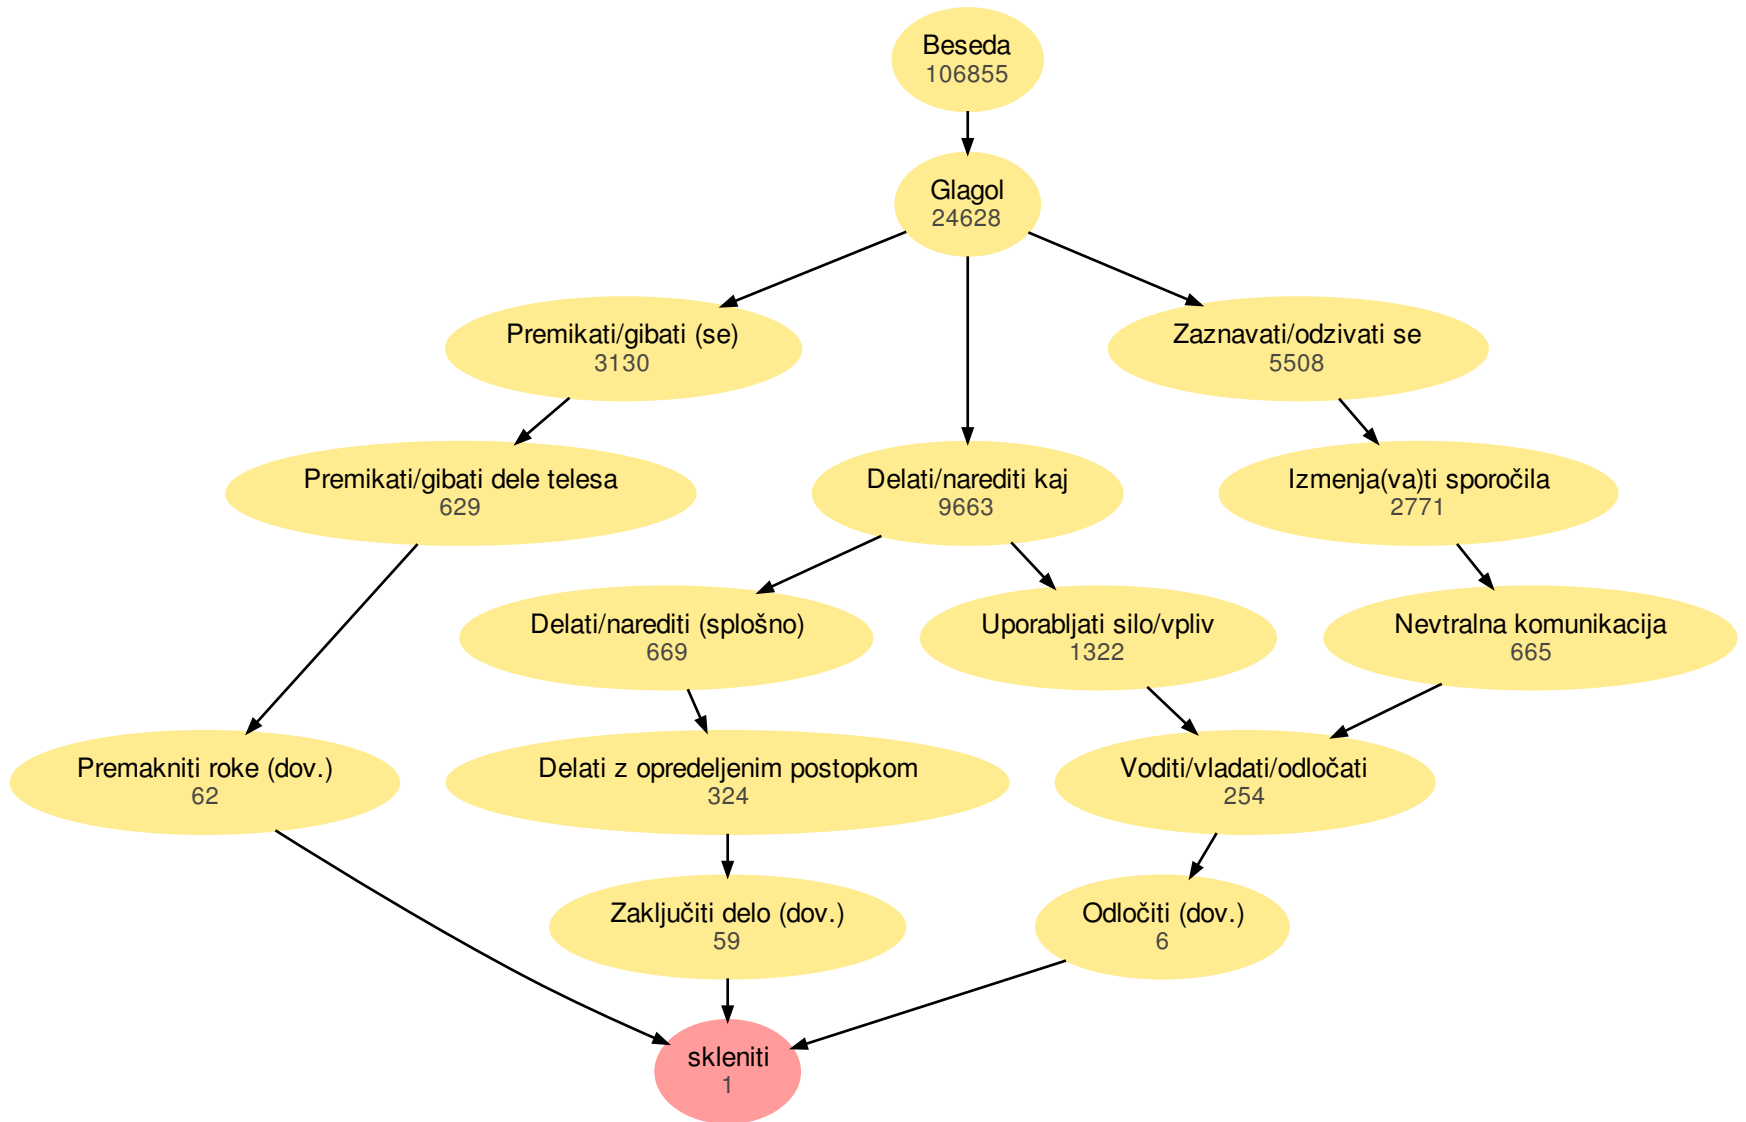 Beseda
106855
Glagol
24628
Premikati/gibati (se)
3130
Zaznavati/odzivati se
5508
Premikati/gibati dele telesa
629
Delati/narediti kaj
9663
Izmenja(va)ti sporočila
2771
Delati/narediti (splošno)
669
Uporabljati silo/vpliv
1322
Nevtralna komunikacija
665
Premakniti roke (dov.)
62
Delati z opredeljenim postopkom
324
Voditi/vladati/odločati
254
Zaključiti delo (dov.)
59
Odločiti (dov.)
6
skleniti
1